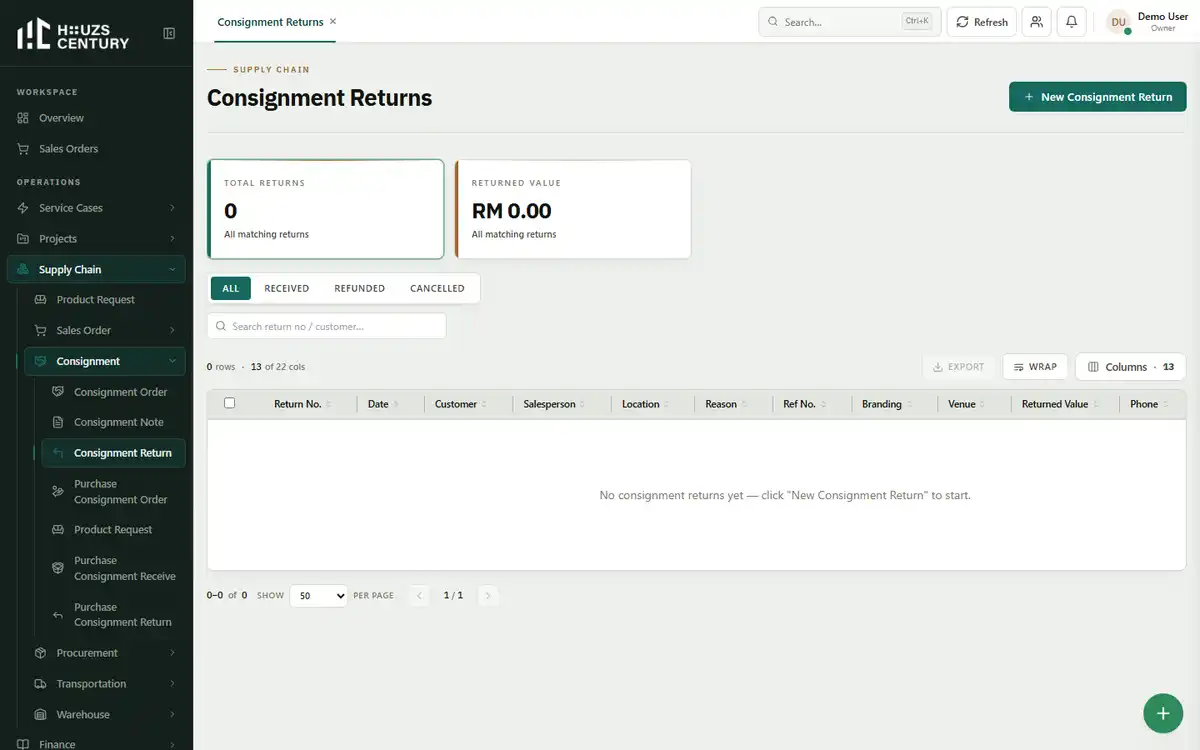 HOUZS
CENTURY
WORKSPACE
Overview
Sales Orders
OPERATIONS
Service Cases
Projects
Supply Chain
Product Request
Sales Order
Consignment
Consignment Order
Consignment Note
Consignment Return
Purchase
Consignment Order
Product Request
Purchase
Consignment Receive
Purchase
Consignment Return
Procurement
Transportation
Warehouse
Finance
Consignment Returns
Search...
Ctrl+K
Refresh
DU
Demo User
Owner
SUPPLY CHAIN
Consignment Returns
+ New Consignment Return
TOTAL RETURNS
0
All matching returns
RETURNED VALUE
RM 0.00
All matching returns
ALL RECEIVED REFUNDED CANCELLED
Search return no / customer...
0 rows · 13 of 22 cols
EXPORT
WRAP
Columns · 13
Return No. Date Customer Salesperson Location Reason Ref No. Branding Venue Returned Value Phone
No consignment returns yet — click "New Consignment Return" to start.
0–0 of 0 SHOW 50 PER PAGE 1 / 1